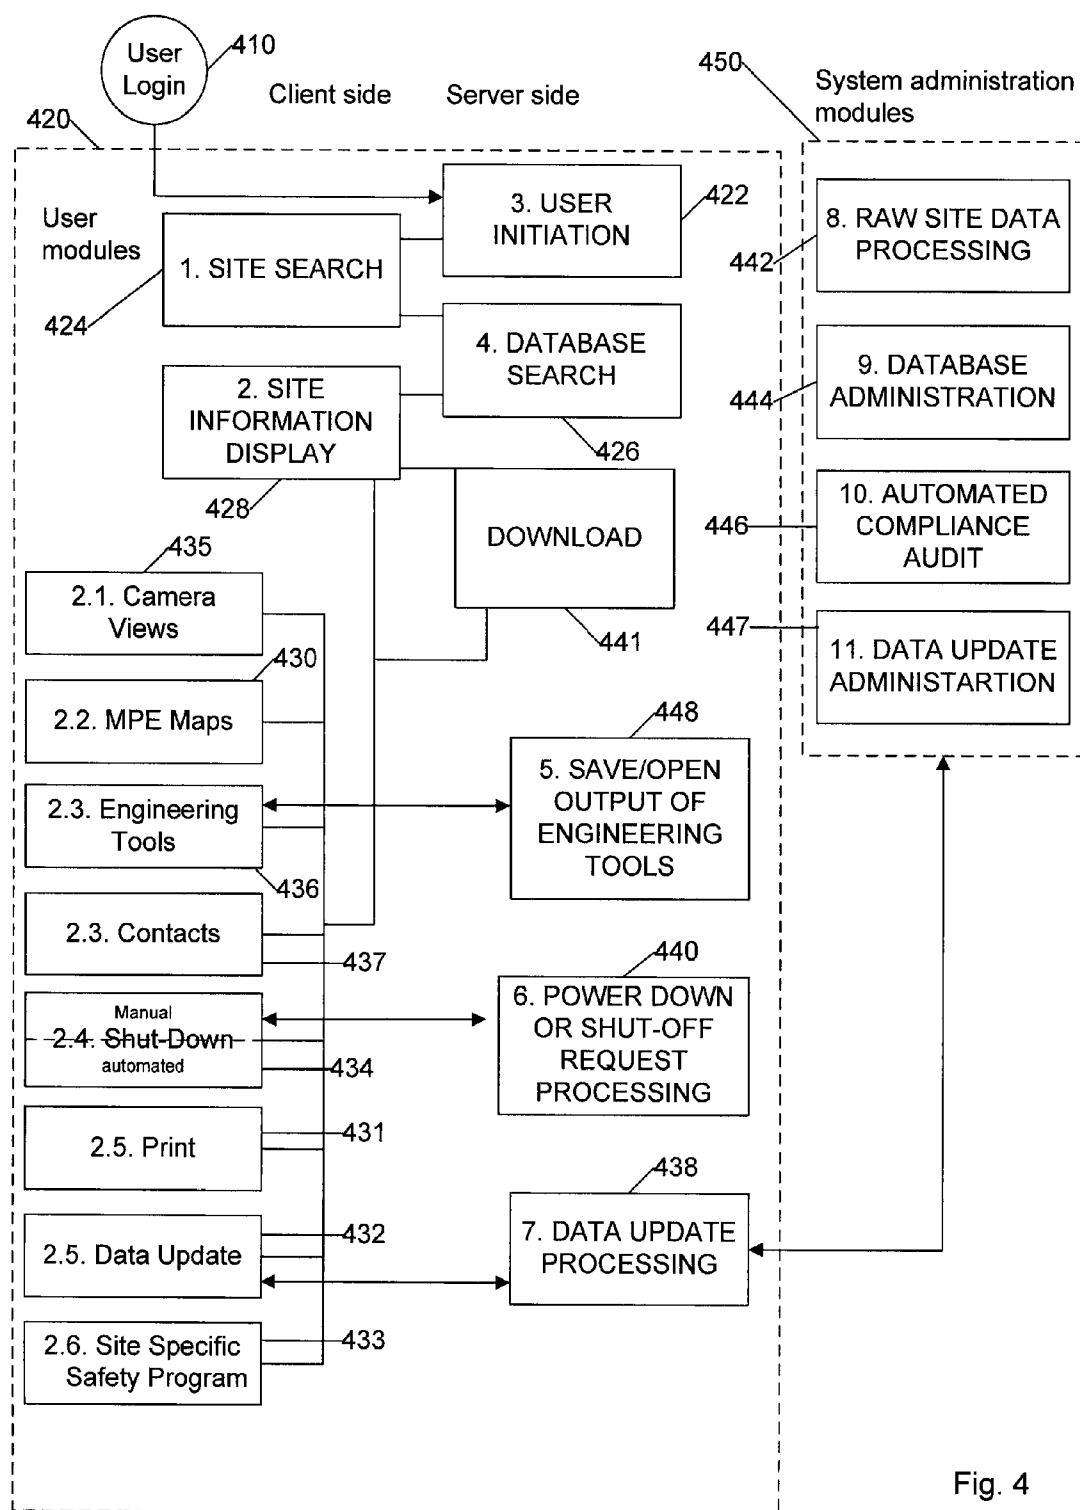 User
Login
410
450
System administration
modules
Client side
Server side
420
User
modules
3. USER
INITIATION
422
8. RAW SITE DATA
PROCESSING
442
1. SITE SEARCH
424
4. DATABASE
SEARCH
426
9. DATABASE
ADMINISTRATION
444
2. SITE
INFORMATION
DISPLAY
428
DOWNLOAD
441
10. AUTOMATED
COMPLIANCE
AUDIT
446
435
2.1. Camera
Views
447
11. DATA UPDATE
ADMINISTARTION
430
2.2. MPE Maps
448
5. SAVE/OPEN
OUTPUT OF
ENGINEERING
TOOLS
2.3. Engineering
Tools
436
2.3. Contacts
437
440
6. POWER DOWN
OR SHUT-OFF
REQUEST
PROCESSING
Manual
2.4. Shut-Down
automated
434
2.5. Print
431
438
7. DATA UPDATE
PROCESSING
2.5. Data Update
432
2.6. Site Specific
Safety Program
433
Fig. 4